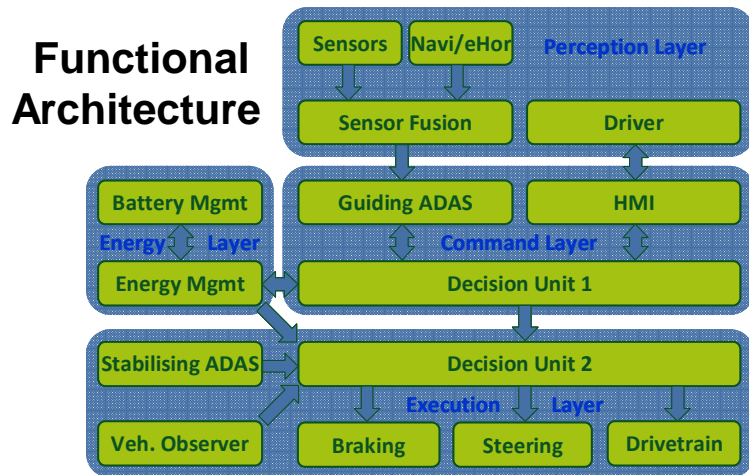 Functional
Architecture
Sensors
Navi/eHor
Perception Layer
Sensor Fusion
Driver
Battery Mgmt
Guiding ADAS
HMI
Energy Layer
Command Layer
Energy Mgmt
Decision Unit 1
Stabilising ADAS
Decision Unit 2
Execution Layer
Veh. Observer
Braking
Steering
Drivetrain